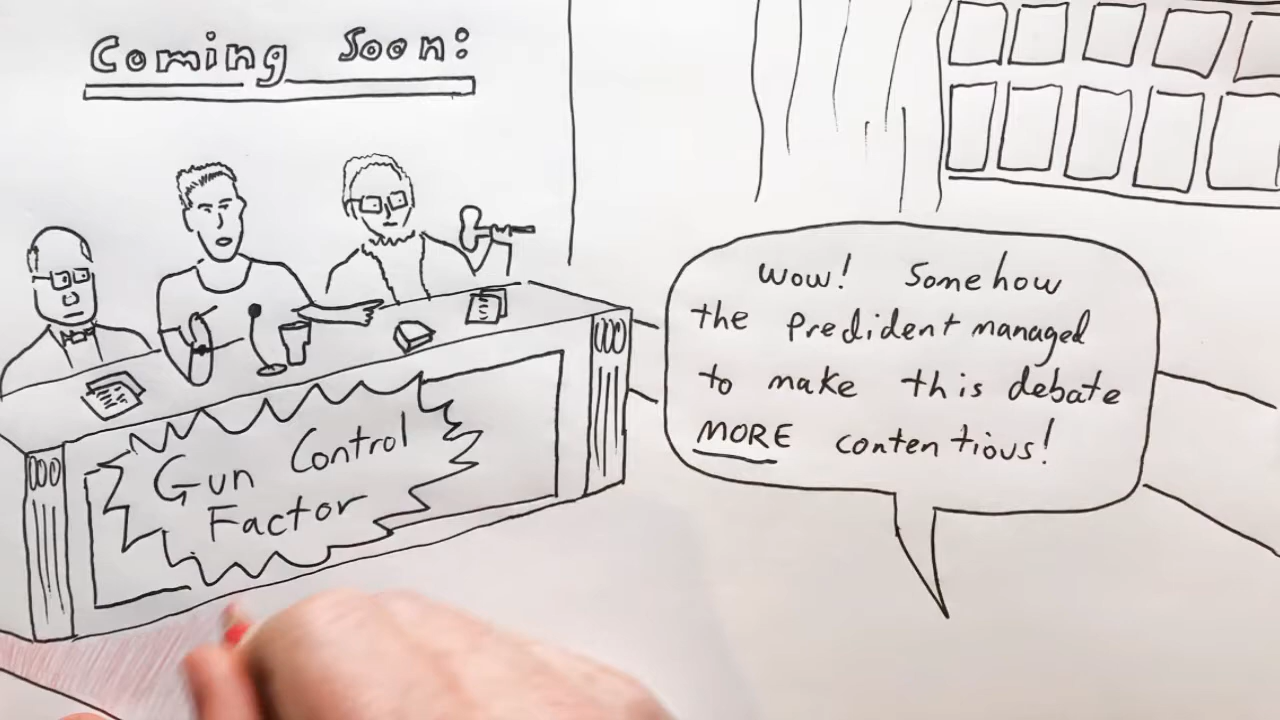 Coming Soon:
Gun Control
Factor
Wow! Somehow
the Predident managed
to make this debate
MORE contentious!